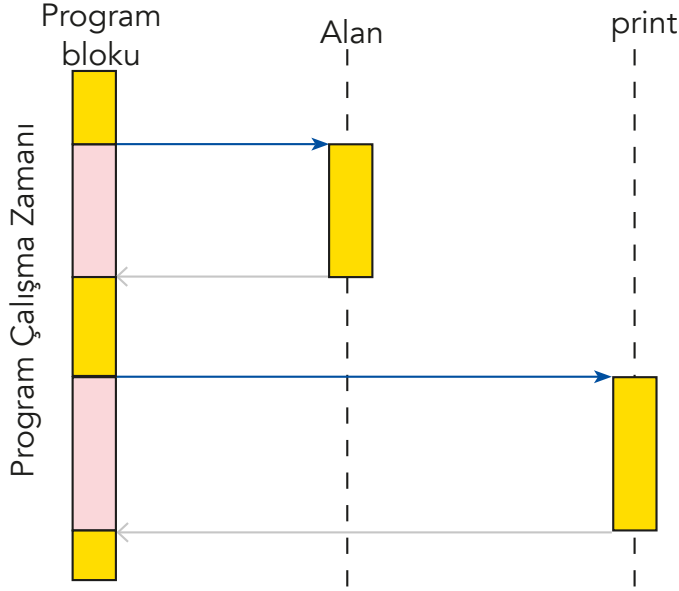 Program
bloku
Alan
print
Program Çalışma Zamanı